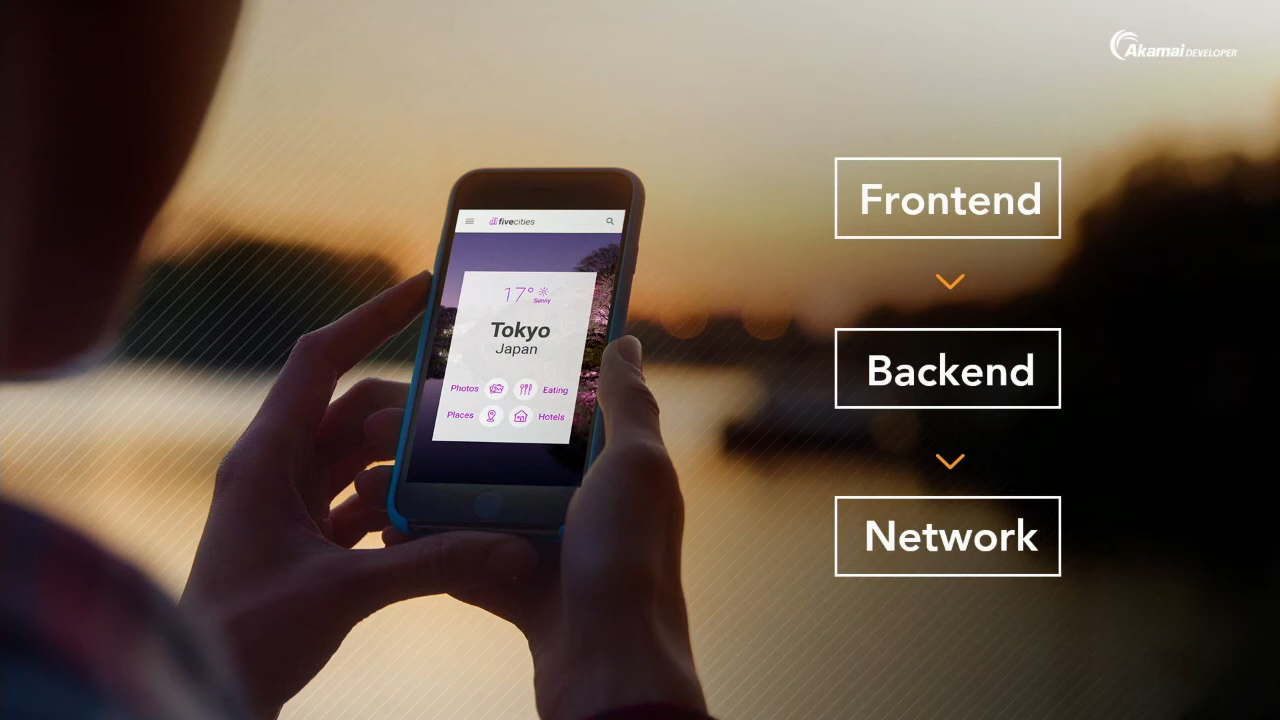 Akamai DEVELOPER
fivecities
17°
Sunny
Tokyo
Japan
Photos
Eating
Places
Hotels
Frontend
Backend
Network